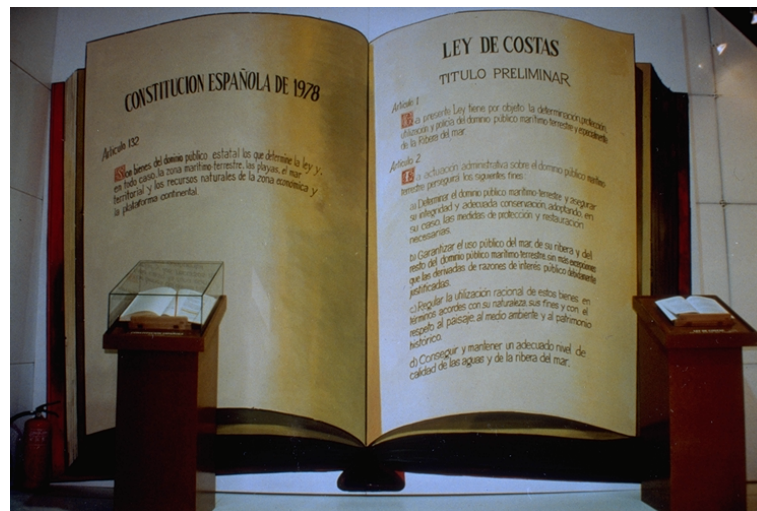 CONSTITUCION ESPAÑOLA DE 1978
Artículo 132
Son bienes del dominio público estatal los que determine la ley y,
en todo caso, la zona marítimo-terrestre, las playas, el mar
territorial y los recursos naturales de la zona económica y
la plataforma continental.
LEY DE COSTAS
TITULO PRELIMINAR
Artículo 1
La presente Ley tiene por objeto la determinación, protección,
utilización y policía del dominio público marítimo-terrestre y especialmente
de la Ribera del mar.
Artículo 2
La actuación administrativa sobre el dominio público marítimo-
terrestre perseguirá los siguientes fines:
a) Determinar el dominio público marítimo-terrestre y asegurar
su integridad y adecuada conservación, adoptando, en
su caso, las medidas de protección y restauración
necesarias.
b) Garantizar el uso público del mar, de su ribera y del
resto del dominio público marítimo-terrestre, sin más excepciones
que las derivadas de razones de interés público debidamente
justificadas.
c) Regular la utilización racional de estos bienes en
términos acordes con su naturaleza, sus fines y con el
respeto al paisaje, al medio ambiente y al patrimonio
histórico.
d) Conseguir y mantener un adecuado nivel de
calidad de las aguas y de la ribera del mar.